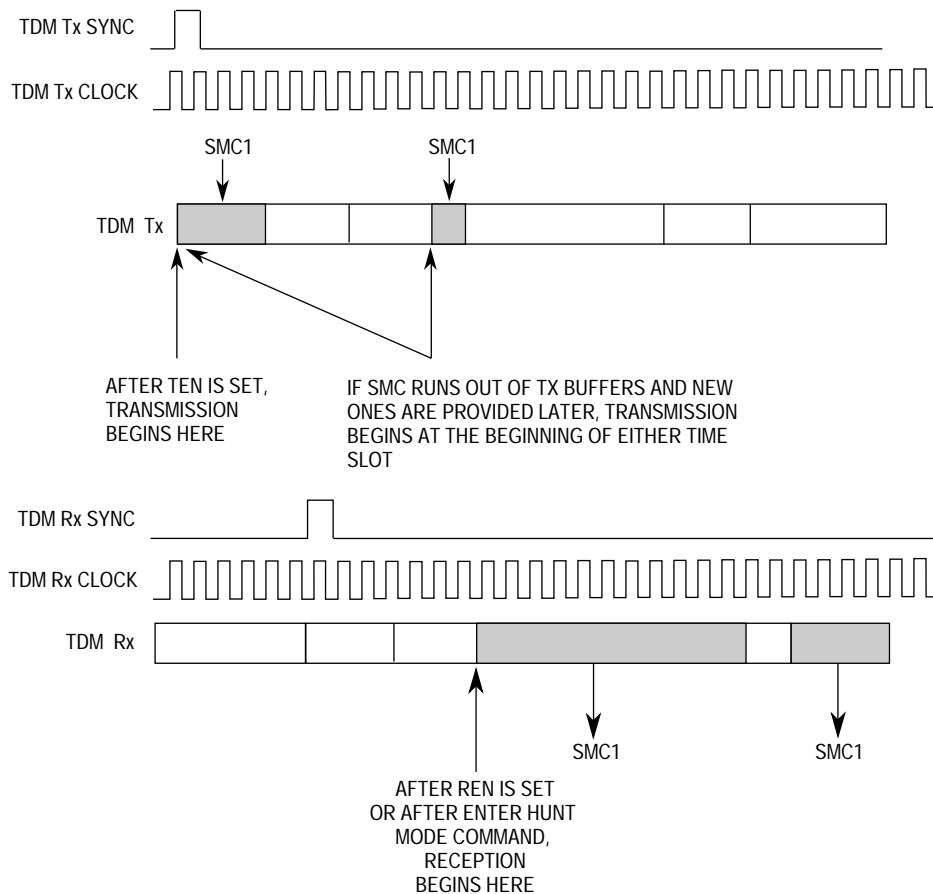 TDM Tx SYNC
TDM Tx CLOCK
SMC1 SMC1
TDM Tx
AFTER TEN IS SET,
TRANSMISSION
BEGINS HERE
IF SMC RUNS OUT OF TX BUFFERS AND NEW
ONES ARE PROVIDED LATER, TRANSMISSION
BEGINS AT THE BEGINNING OF EITHER TIME
SLOT
TDM Rx SYNC
TDM Rx CLOCK
TDM Rx
SMC1 SMC1
AFTER REN IS SET
OR AFTER ENTER HUNT
MODE COMMAND,
RECEPTION
BEGINS HERE